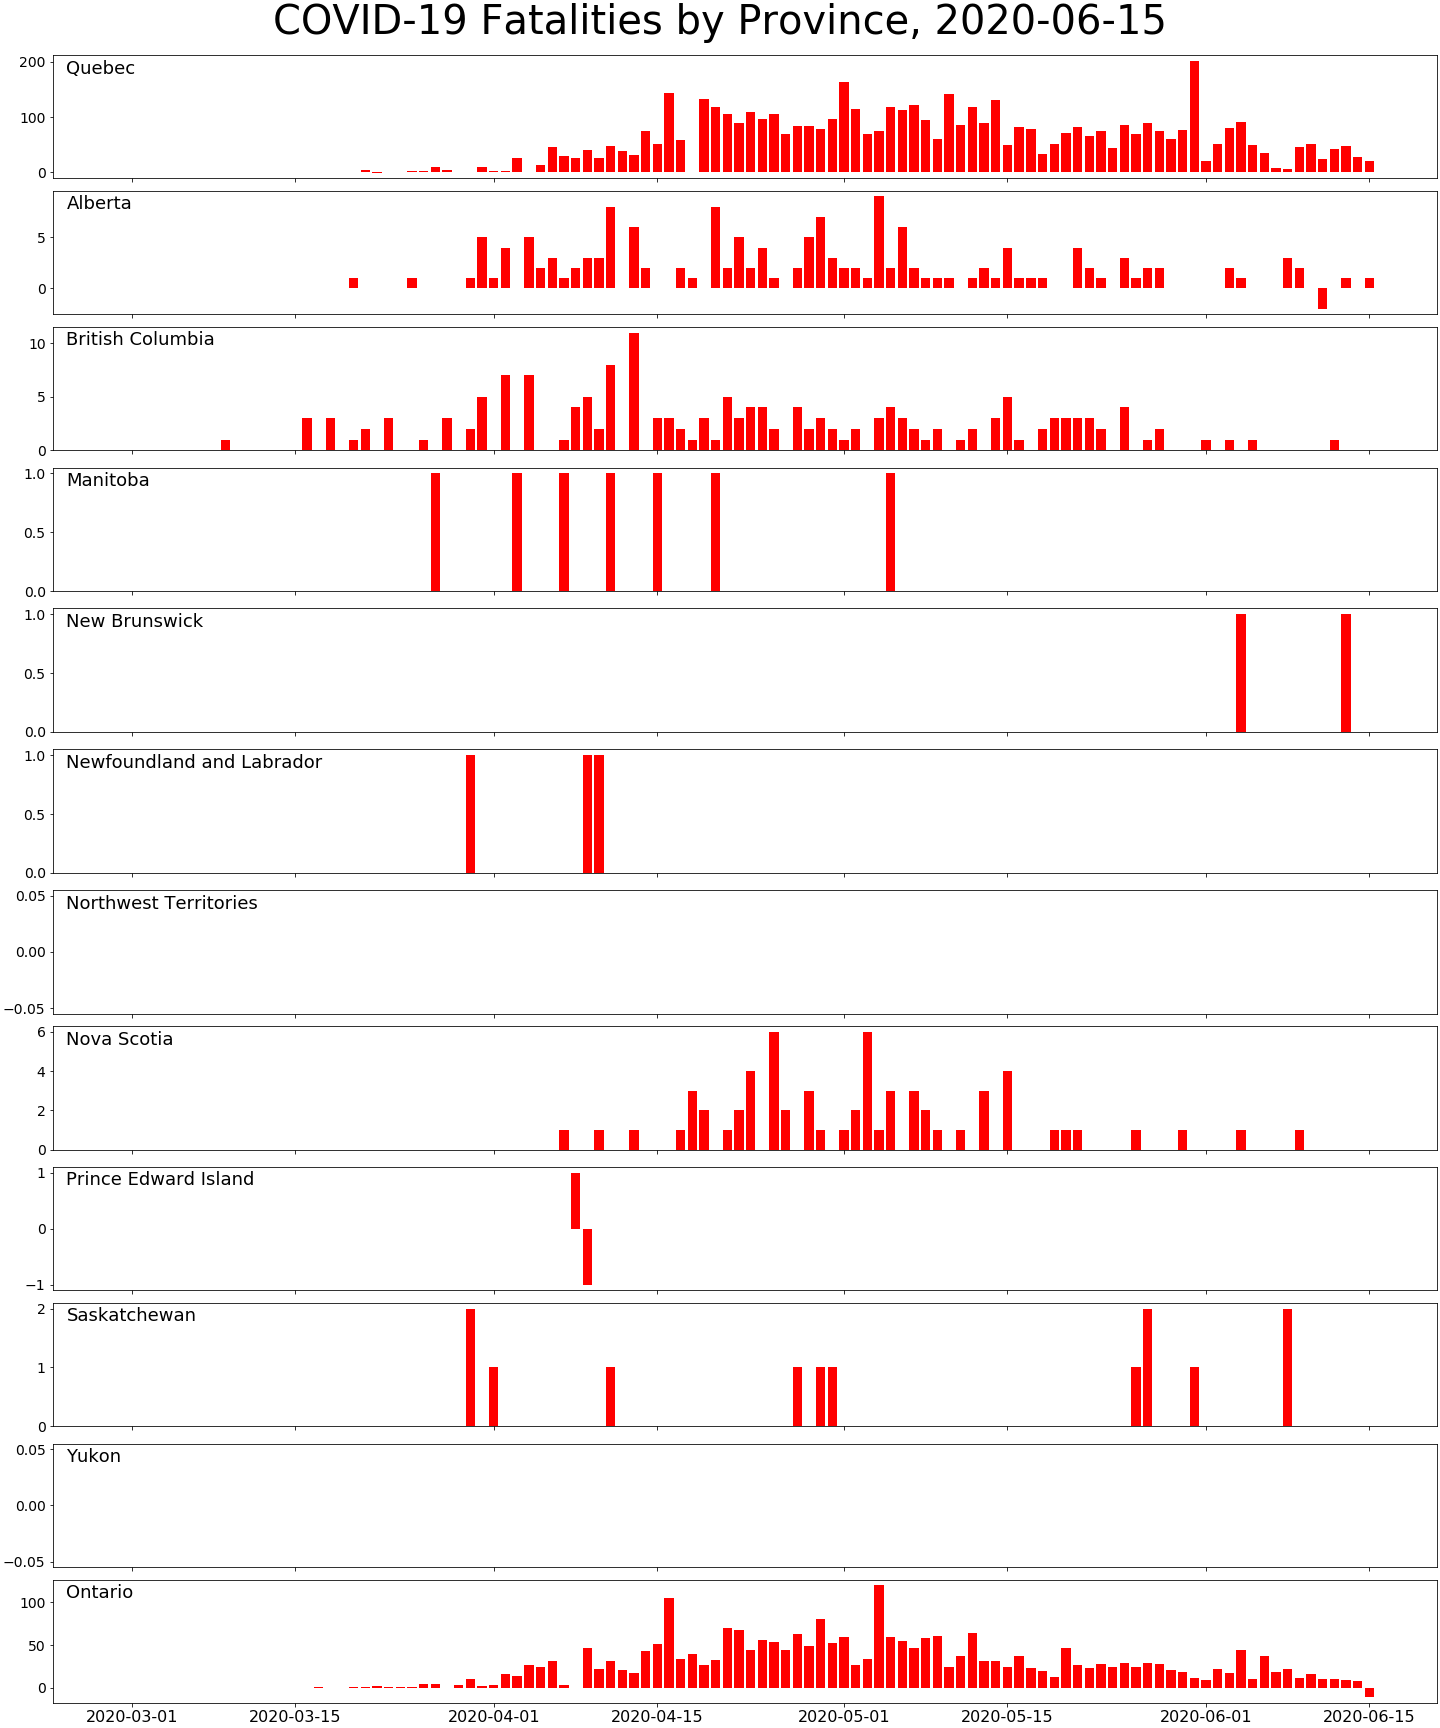 COVID-19 Fatalities by Province, 2020-06-15
Quebec
200
100
0
Alberta
5
0
British Columbia
10
5
0
Manitoba
1.0
0.5
0.0
New Brunswick
1.0
0.5
0.0
Newfoundland and Labrador
1.0
0.5
0.0
Northwest Territories
0.05
0.00
−0.05
Nova Scotia
6
4
2
0
Prince Edward Island
1
0
−1
Saskatchewan
2
1
0
Yukon
0.05
0.00
−0.05
Ontario
100
50
0
2020-03-01 2020-03-15 2020-04-01 2020-04-15 2020-05-01 2020-05-15 2020-06-01 2020-06-15